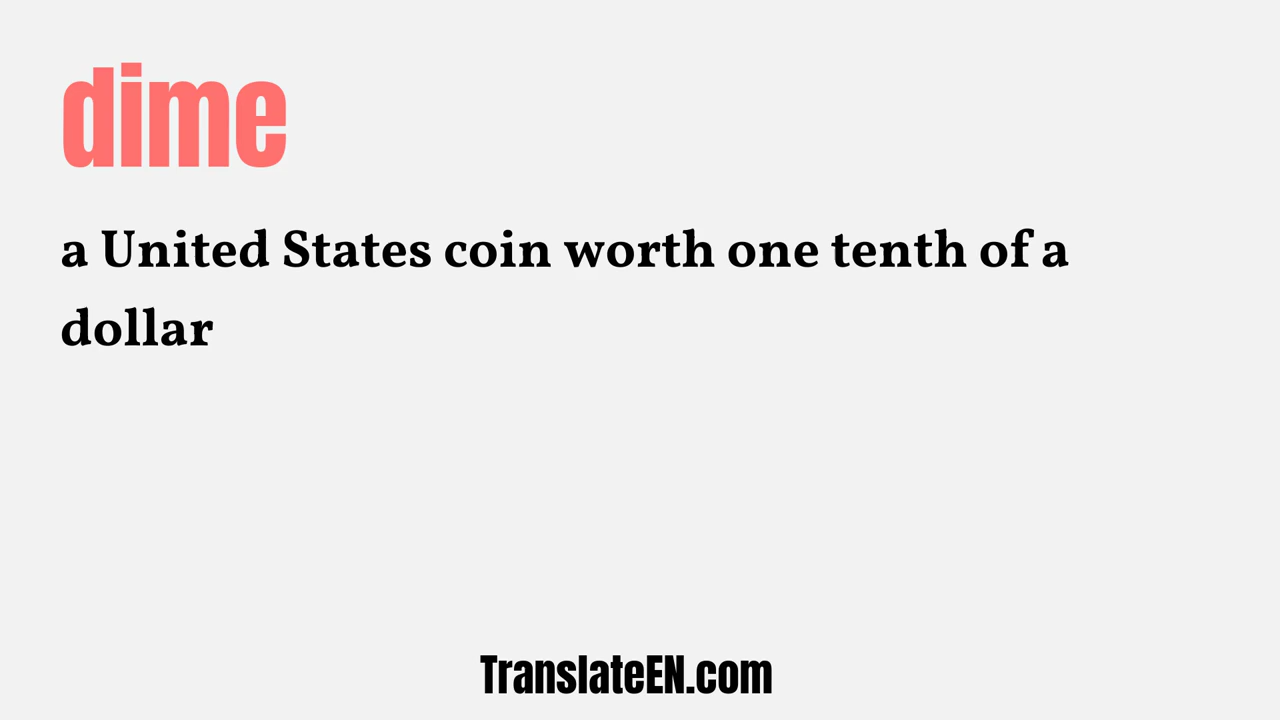 dime
a United States coin worth one tenth of a
dollar
TranslateEN.com